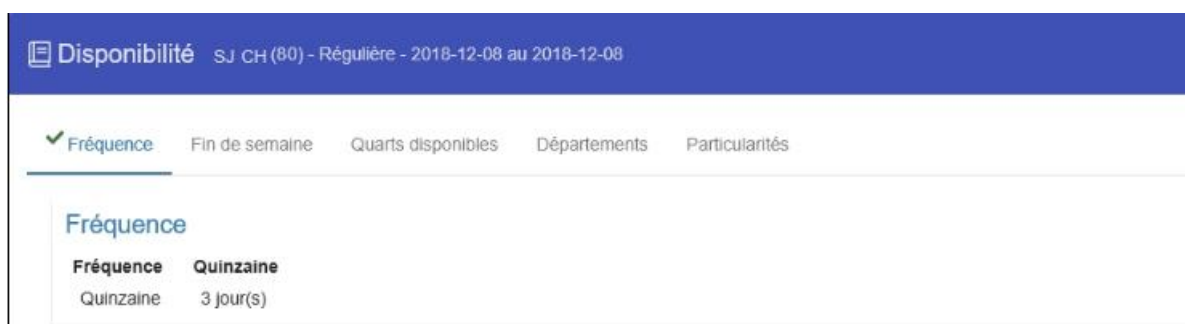 Disponibilité SJ CH (80) - Régulière - 2018-12-08 au 2018-12-08
Fréquence Fin de semaine Quarts disponibles Départements Particularités
Fréquence
Fréquence Quinzaine
Quinzaine 3 jour(s)